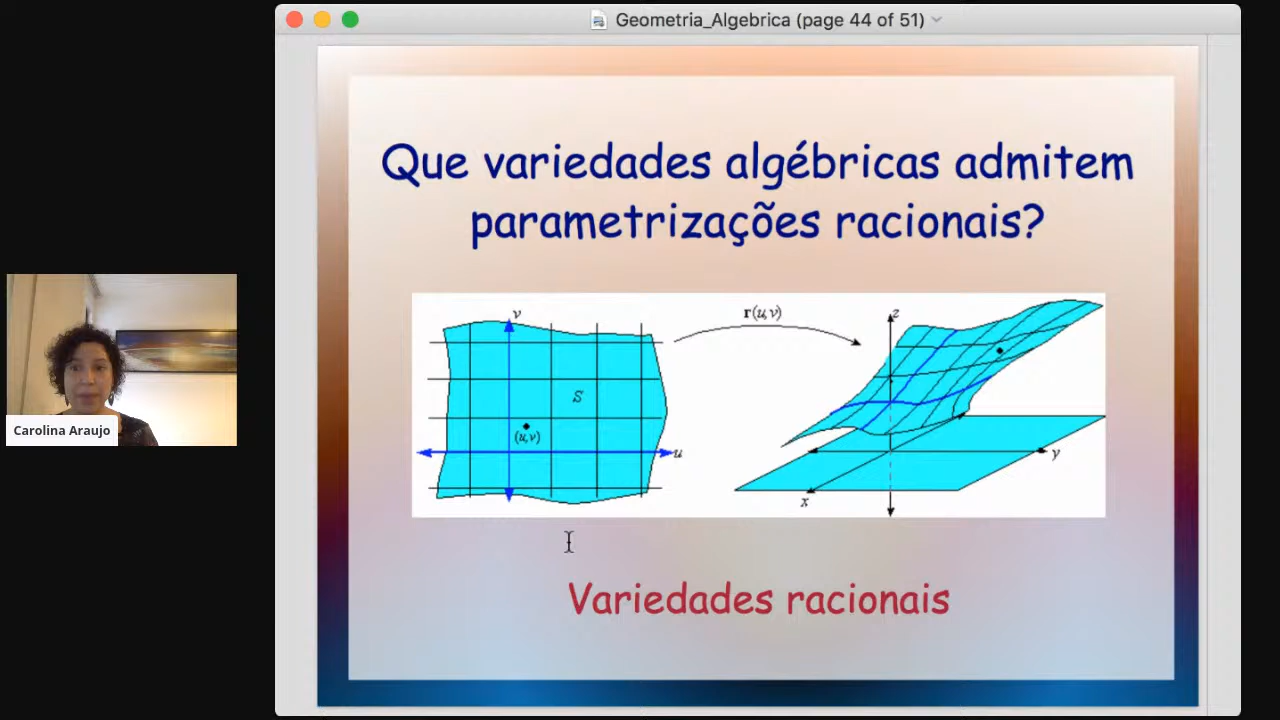 Geometria_Algebrica (page 44 of 51)
Que variedades algébricas admitem
parametrizações racionais?
v
r(u,v)
z
S
(u,v)
u
y
x
Carolina Araujo
Variedades racionais